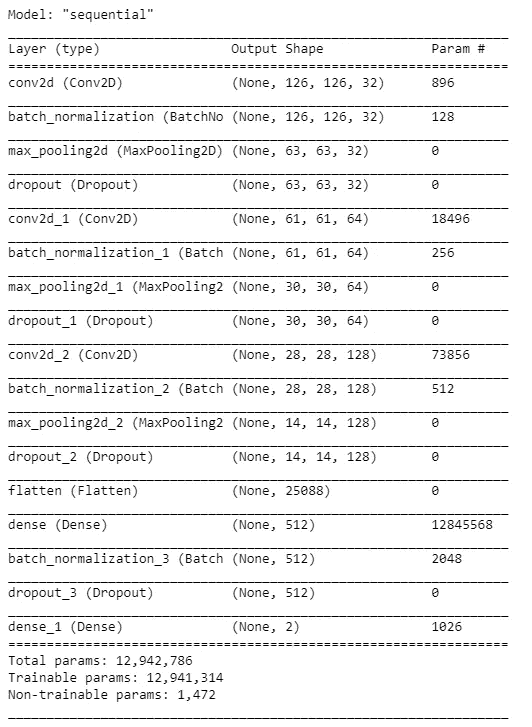 Model: "sequential"
Layer (type) Output Shape Param #
conv2d (Conv2D) (None, 126, 126, 32) 896
batch_normalization (BatchNo (None, 126, 126, 32) 128
max_pooling2d (MaxPooling2D) (None, 63, 63, 32) 0
dropout (Dropout) (None, 63, 63, 32) 0
conv2d_1 (Conv2D) (None, 61, 61, 64) 18496
batch_normalization_1 (Batch (None, 61, 61, 64) 256
max_pooling2d_1 (MaxPooling2 (None, 30, 30, 64) 0
dropout_1 (Dropout) (None, 30, 30, 64) 0
conv2d_2 (Conv2D) (None, 28, 28, 128) 73856
batch_normalization_2 (Batch (None, 28, 28, 128) 512
max_pooling2d_2 (MaxPooling2 (None, 14, 14, 128) 0
dropout_2 (Dropout) (None, 14, 14, 128) 0
flatten (Flatten) (None, 25088) 0
dense (Dense) (None, 512) 12845568
batch_normalization_3 (Batch (None, 512) 2048
dropout_3 (Dropout) (None, 512) 0
dense_1 (Dense) (None, 2) 1026
Total params: 12,942,786
Trainable params: 12,941,314
Non-trainable params: 1,472